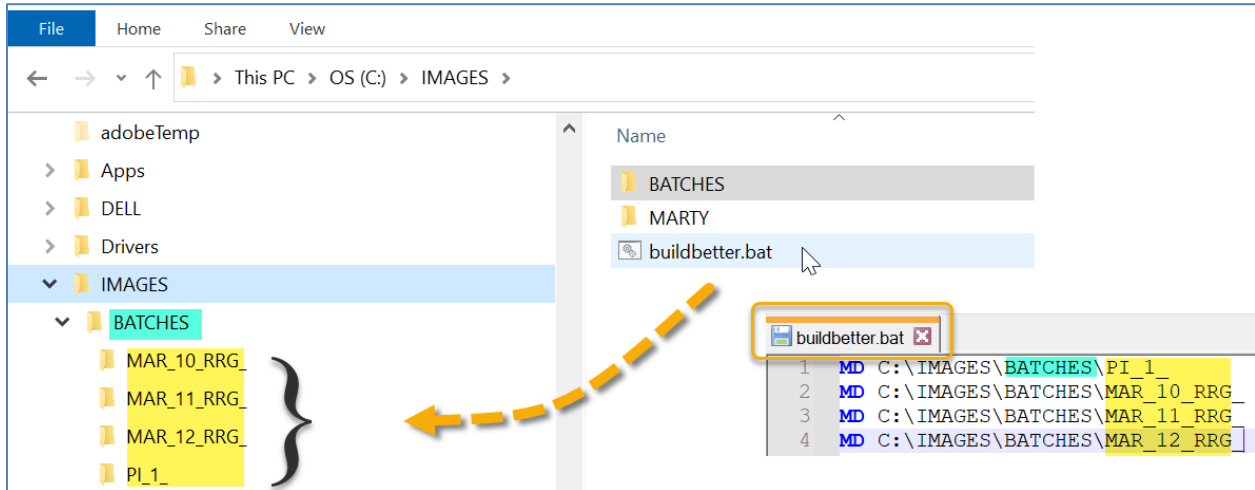 File Home Share View
This PC > OS (C:) > IMAGES >
adobeTemp
Apps
DELL
Drivers
IMAGES
BATCHES
MAR_10_RRG_
MAR_11_RRG_
MAR_12_RRG_
PI_1_
Name
BATCHES
MARTY
buildbetter.bat
buildbetter.bat
1 MD C:\IMAGES\BATCHES\PI_1_
2 MD C:\IMAGES\BATCHES\MAR_10_RRG_
3 MD C:\IMAGES\BATCHES\MAR_11_RRG_
4 MD C:\IMAGES\BATCHES\MAR_12_RRG_